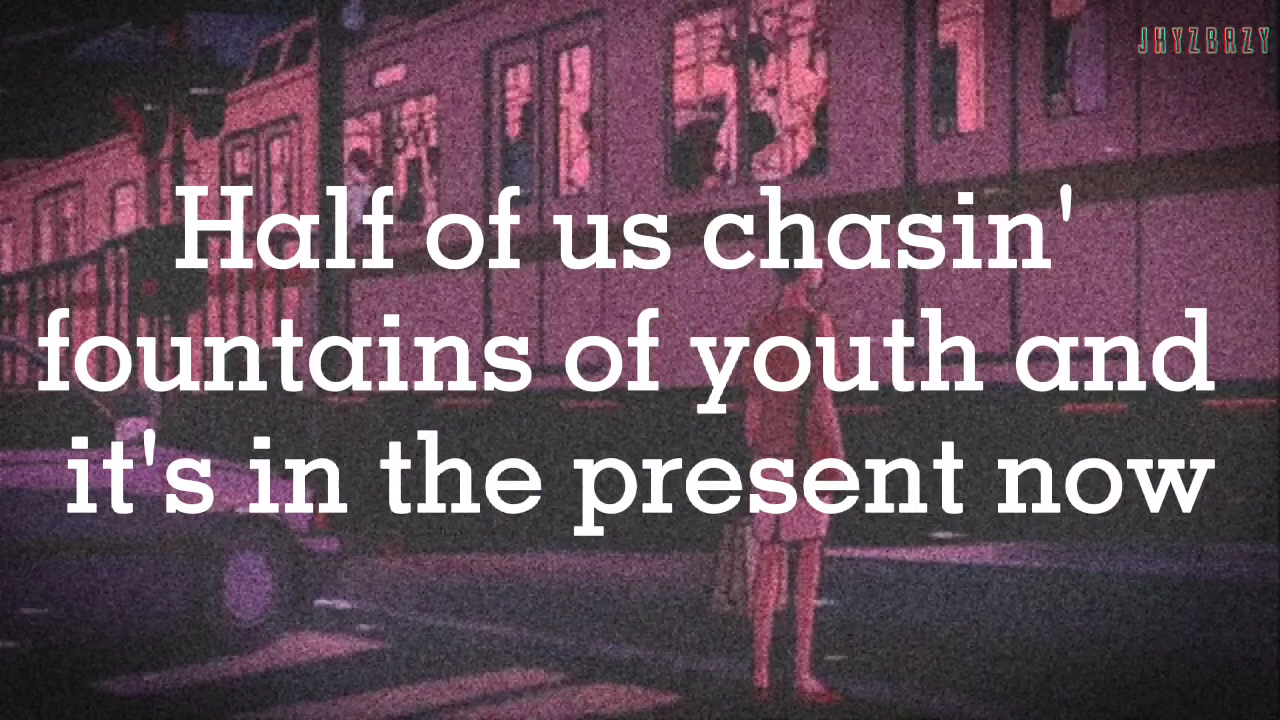 JHYZBRZY
Half of us chasin'
fountains of youth and
it's in the present now